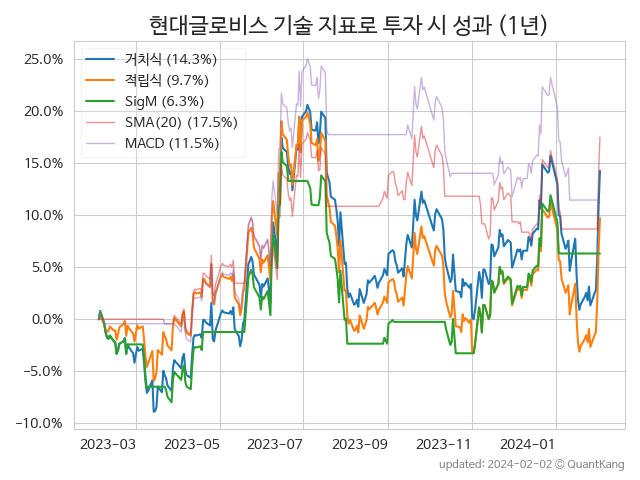 현대글로비스 기술 지표로 투자 시 성과 (1년)
거치식 (14.3%)
적립식 (9.7%)
SigM (6.3%)
SMA(20) (17.5%)
MACD (11.5%)
25.0%
20.0%
15.0%
10.0%
5.0%
0.0%
−5.0%
−10.0%
2023-03 2023-05 2023-07 2023-09 2023-11 2024-01
updated: 2024-02-02 © QuantKang